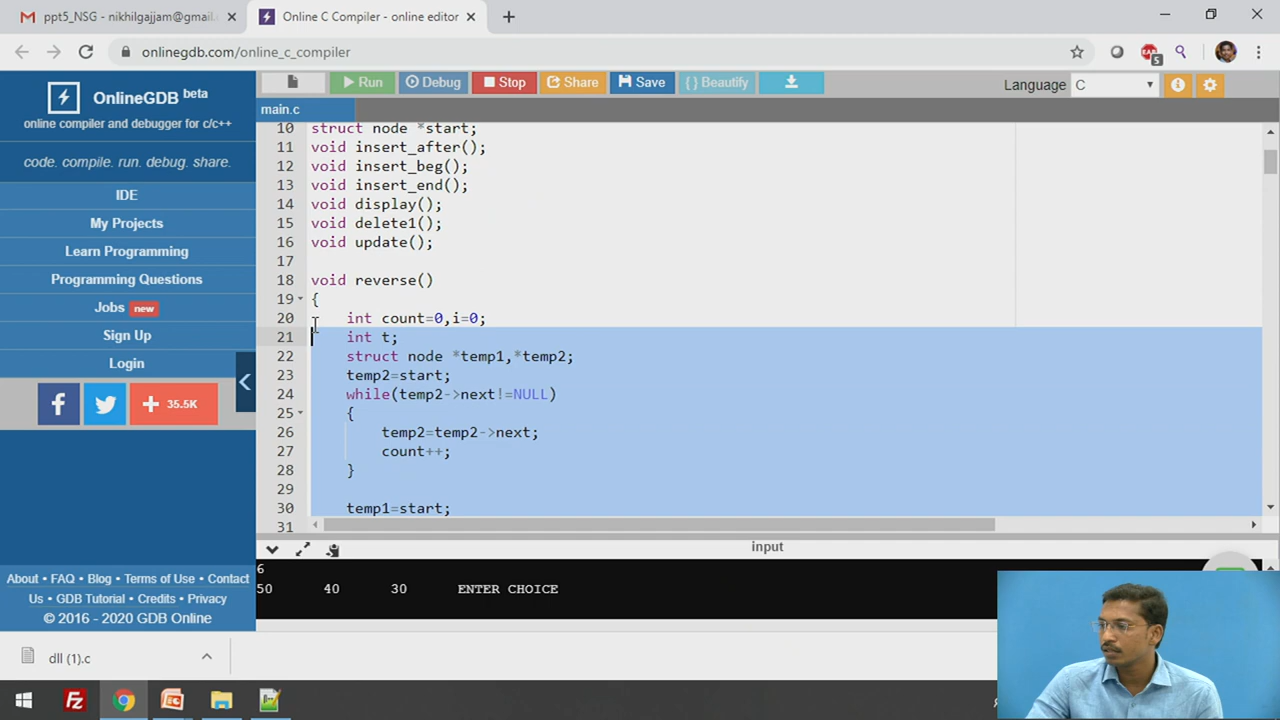 ppt5_NSG - nikhilgajjam@gmail.
Online C Compiler - online editor
onlinegdb.com/online_c_compiler
5
OnlineGDB beta
online compiler and debugger for c/c++
code. compile. run. debug. share.
IDE
My Projects
Learn Programming
Programming Questions
Jobs new
Sign Up
Login
35.5K
About • FAQ • Blog • Terms of Use • Contact
Us • GDB Tutorial • Credits • Privacy
© 2016 - 2020 GDB Online
Run Debug Stop Share Save { } Beautify Language C
main.c
10 struct node *start;
11 void insert_after();
12 void insert_beg();
13 void insert_end();
14 void display();
15 void delete1();
16 void update();
17
18 void reverse()
19 {
20 int count=0,i=0;
21 int t;
22 struct node *temp1,*temp2;
23 temp2=start;
24 while(temp2->next!=NULL)
25 {
26 temp2=temp2->next;
27 count++;
28 }
29
30 temp1=start;
31
input
6
50 40 30 ENTER CHOICE
dll (1).c